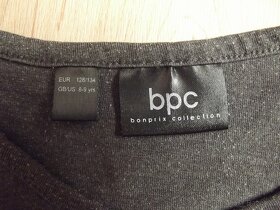 EUR 128/134
GB/US 8-9 yrs.
bpc
bonprix collection